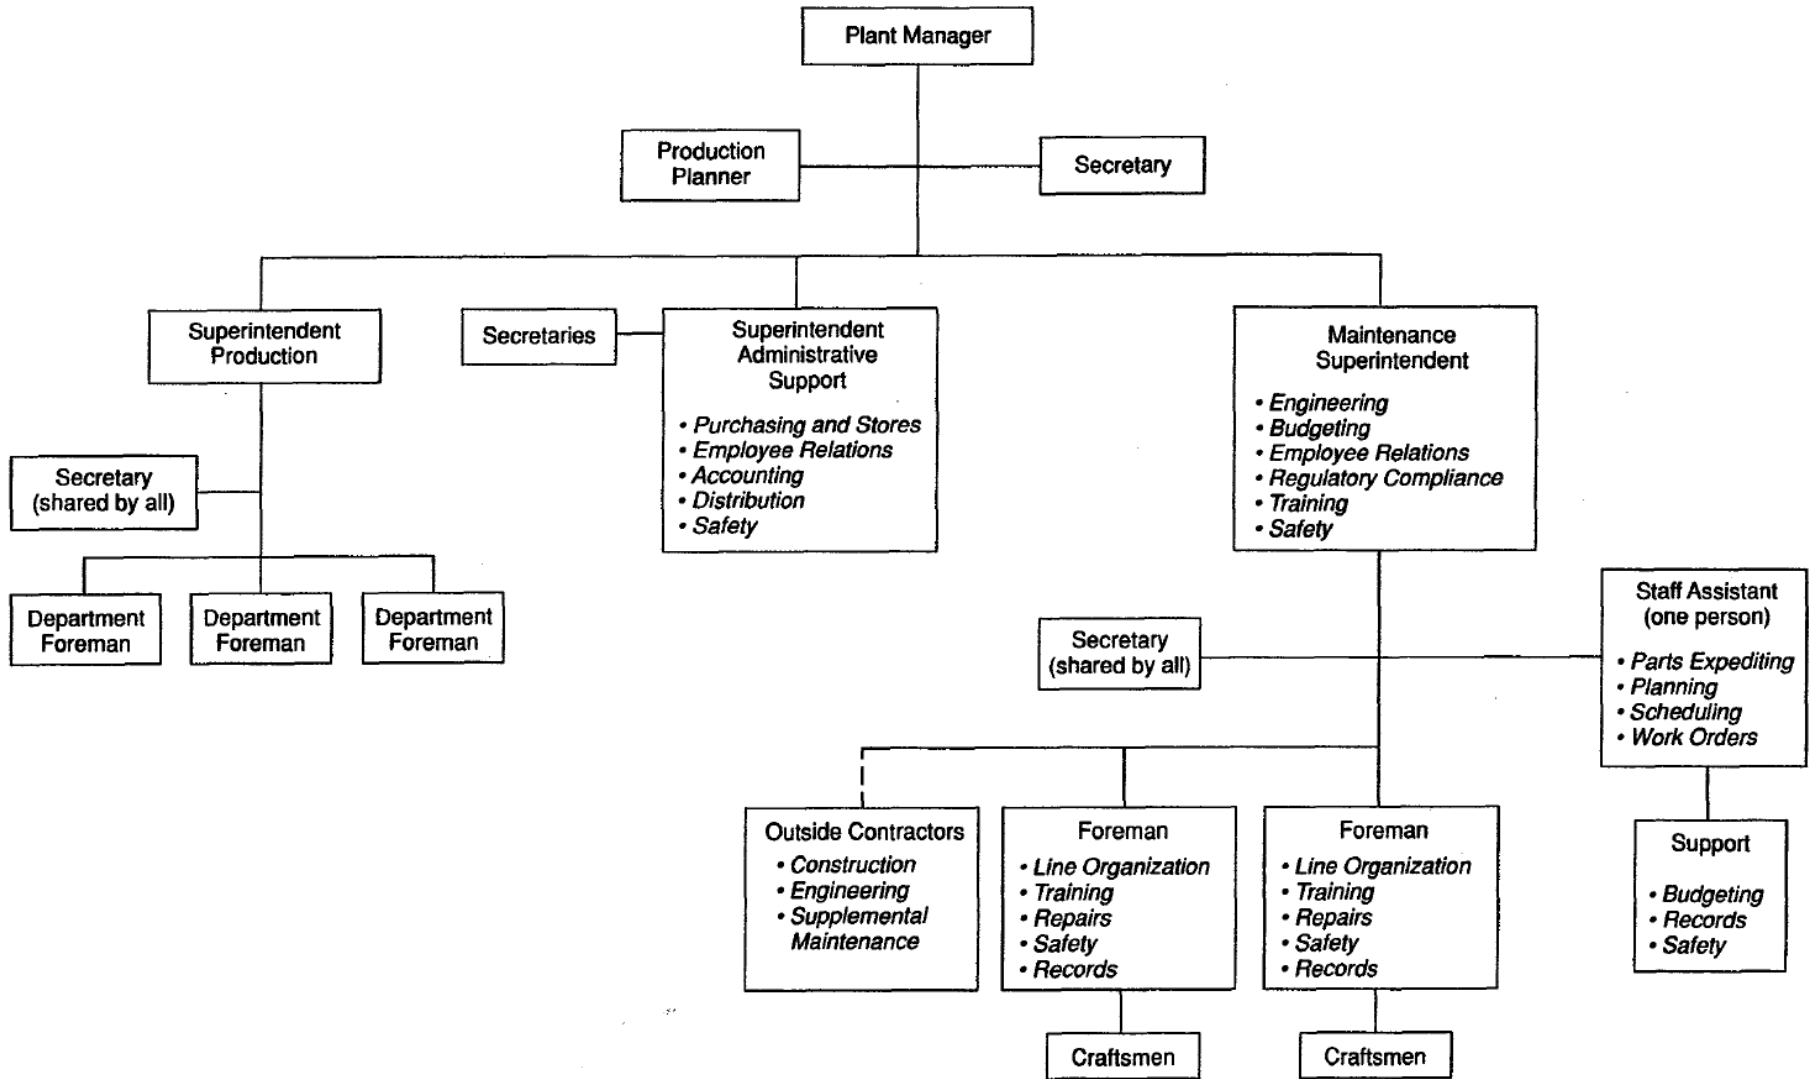 Plant Manager
Production
Planner
Secretary
Superintendent
Production
Secretaries
Superintendent
Administrative
Support
• Purchasing and Stores
• Employee Relations
• Accounting
• Distribution
• Safety
Maintenance
Superintendent
• Engineering
• Budgeting
• Employee Relations
• Regulatory Compliance
• Training
• Safety
Secretary
(shared by all)
Department
Foreman
Department
Foreman
Department
Foreman
Secretary
(shared by all)
Staff Assistant
(one person)
• Parts Expediting
• Planning
• Scheduling
• Work Orders
Outside Contractors
• Construction
• Engineering
• Supplemental
Maintenance
Foreman
• Line Organization
• Training
• Repairs
• Safety
• Records
Foreman
• Line Organization
• Training
• Repairs
• Safety
• Records
Support
• Budgeting
• Records
• Safety
Craftsmen
Craftsmen